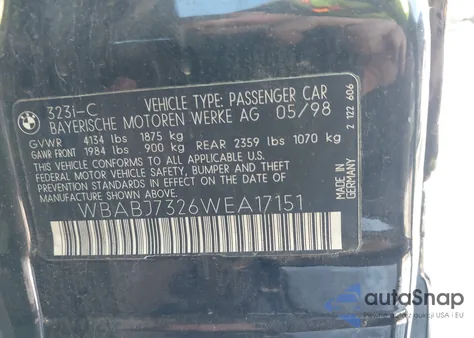 323i-C VEHICLE TYPE: PASSENGER CAR
BAYERISCHE MOTOREN WERKE AG 05/98
GVWR 4134 lbs 1875 kg
GAWR FRONT 1984 lbs 900 kg REAR 2359 lbs 1070 kg
THIS VEHICLE CONFORMS TO ALL APPLICABLE U.S.
FEDERAL MOTOR VEHICLE SAFETY, BUMPER AND
THEFT PREVENTION STANDARDS IN EFFECT ON THE
DATE OF MANUFACTURE SHOWN ABOVE.
WBABJ7326WEA17151
MADE IN
GERMANY
2 122 606
autoSnap